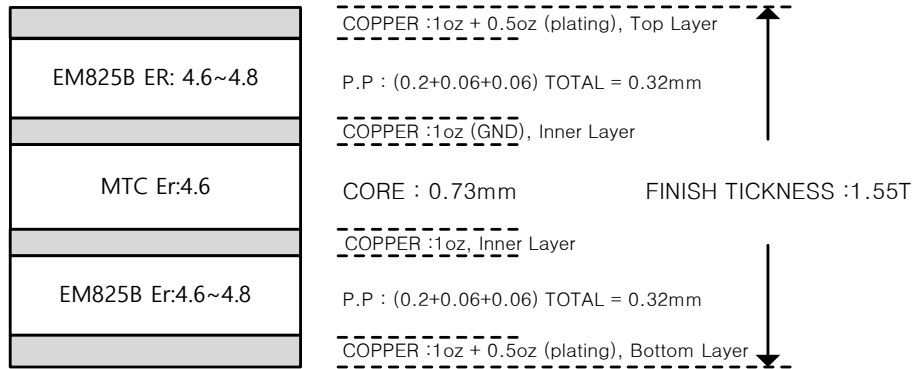 COPPER :1oz + 0.5oz (plating), Top Layer
EM825B ER: 4.6~4.8
P.P : (0.2+0.06+0.06) TOTAL = 0.32mm
COPPER :1oz (GND), Inner Layer
MTC Er:4.6
CORE : 0.73mm
FINISH TICKNESS :1.55T
COPPER :1oz, Inner Layer
EM825B Er:4.6~4.8
P.P : (0.2+0.06+0.06) TOTAL = 0.32mm
COPPER :1oz + 0.5oz (plating), Bottom Layer